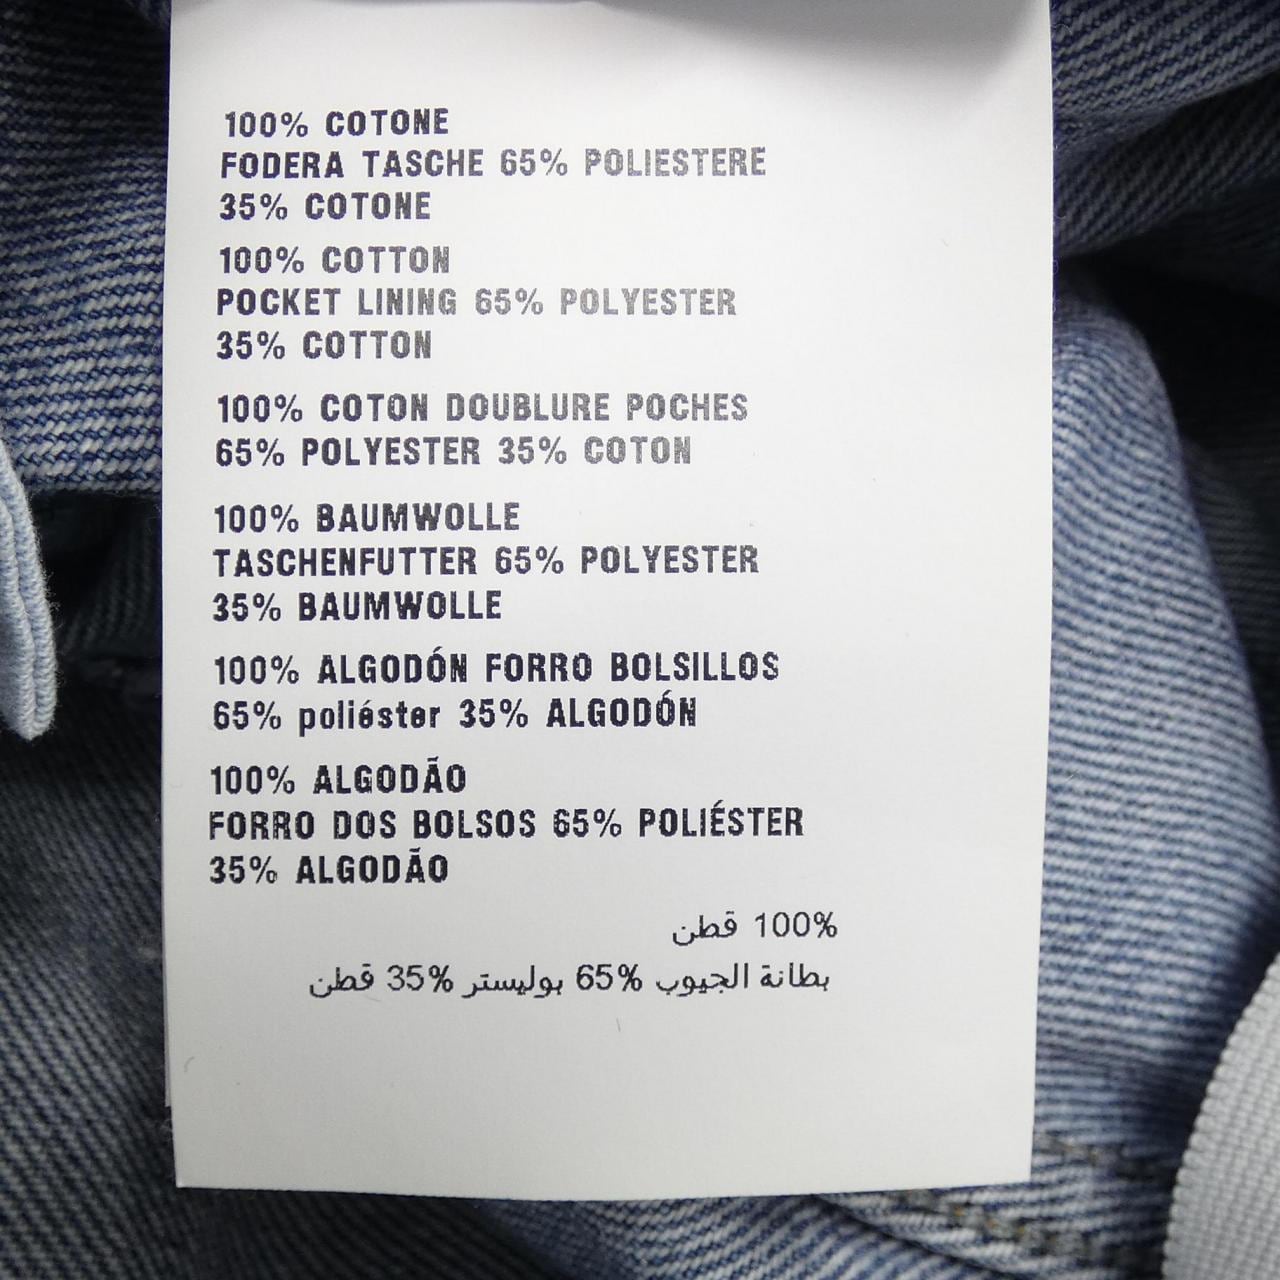 100% COTONE
FODERA TASCHE 65% POLIESTERE
35% COTONE
100% COTTON
POCKET LINING 65% POLYESTER
35% COTTON
100% COTON DOUBLURE POCHES
65% POLYESTER 35% COTON
100% BAUMWOLLE
TASCHENFUTTER 65% POLYESTER
35% BAUMWOLLE
100% ALGODÓN FORRO BOLSILLOS
65% poliéster 35% ALGODÓN
100% ALGODÃO
FORRO DOS BOLSOS 65% POLIÉSTER
35% ALGODÃO
100% قطن
بطانة الجيوب 65% بوليستر 35% قطن